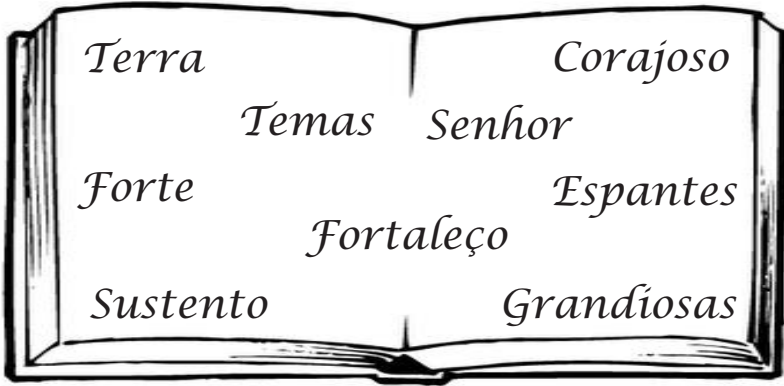 Terra Corajoso
Temas Senhor
Forte Espantes
Fortaleço
Sustento Grandiosas